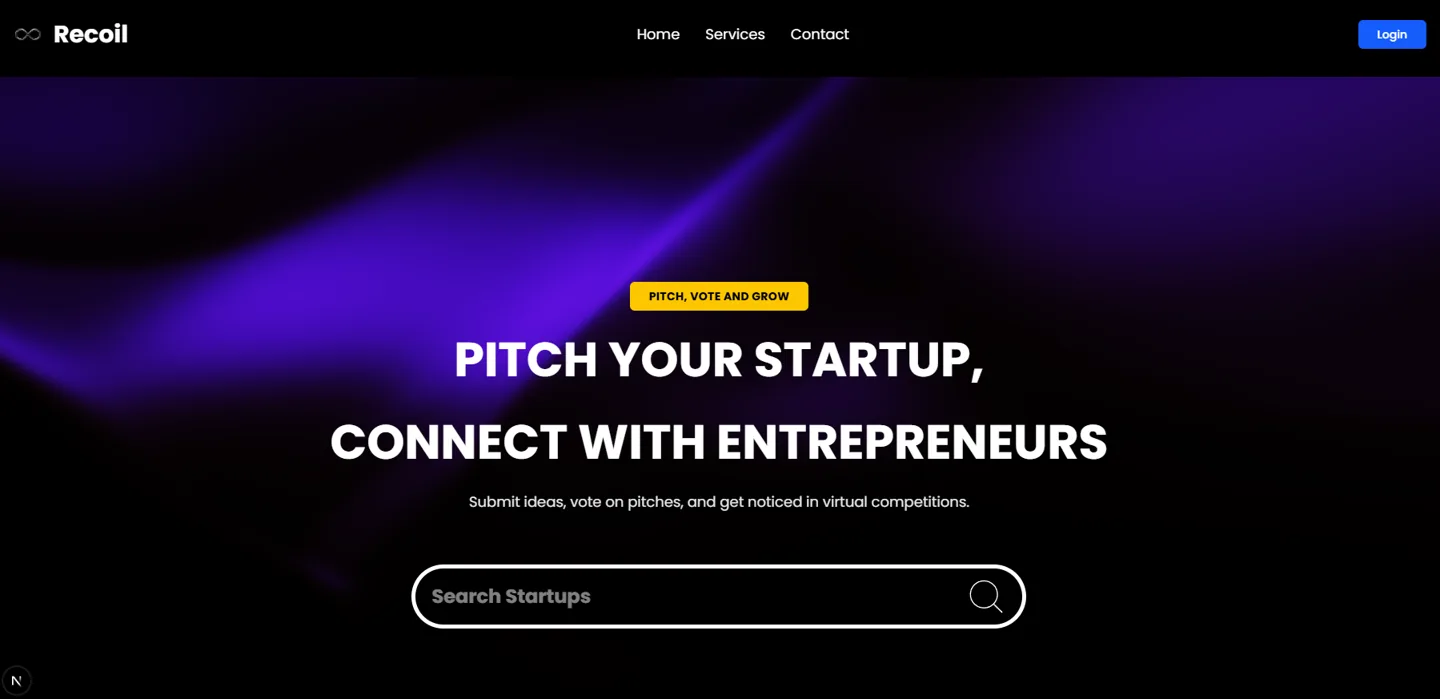 Recoil
Home Services Contact
Login
PITCH, VOTE AND GROW
PITCH YOUR STARTUP,
CONNECT WITH ENTREPRENEURS
Submit ideas, vote on pitches, and get noticed in virtual competitions.
Search Startups
N